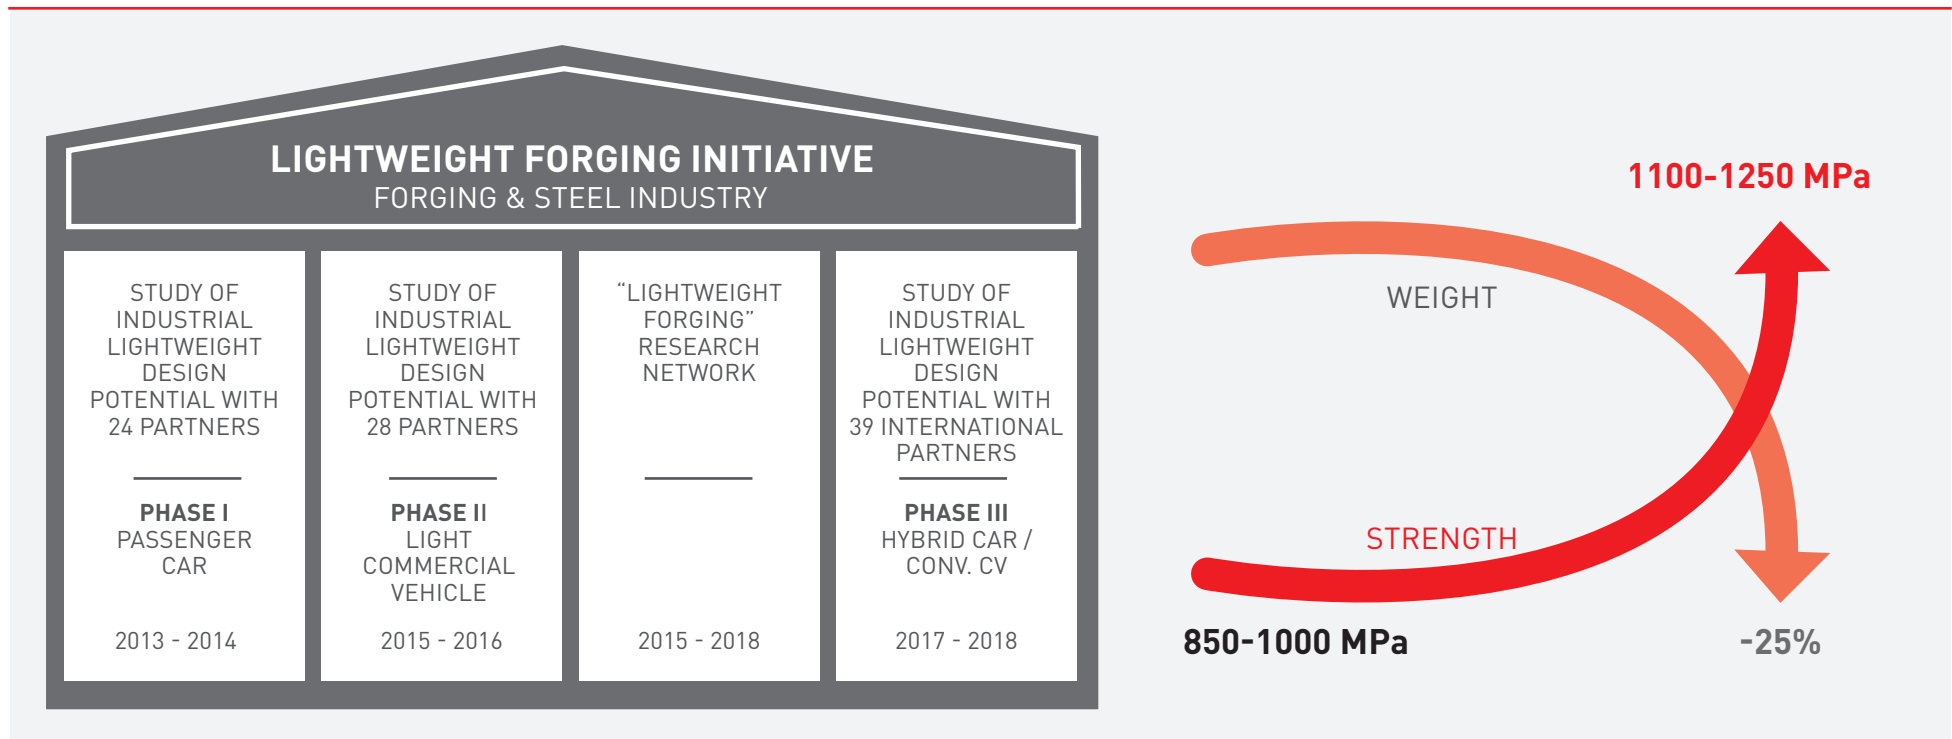 LIGHTWEIGHT FORGING INITIATIVE
FORGING & STEEL INDUSTRY
STUDY OF
INDUSTRIAL
LIGHTWEIGHT
DESIGN
POTENTIAL WITH
24 PARTNERS
PHASE I
PASSENGER
CAR
2013 - 2014
STUDY OF
INDUSTRIAL
LIGHTWEIGHT
DESIGN
POTENTIAL WITH
28 PARTNERS
PHASE II
LIGHT
COMMERCIAL
VEHICLE
2015 - 2016
“LIGHTWEIGHT
FORGING”
RESEARCH
NETWORK
2015 - 2018
STUDY OF
INDUSTRIAL
LIGHTWEIGHT
DESIGN
POTENTIAL WITH
39 INTERNATIONAL
PARTNERS
PHASE III
HYBRID CAR /
CONV. CV
2017 - 2018
1100-1250 MPa
WEIGHT
STRENGTH
850-1000 MPa
-25%